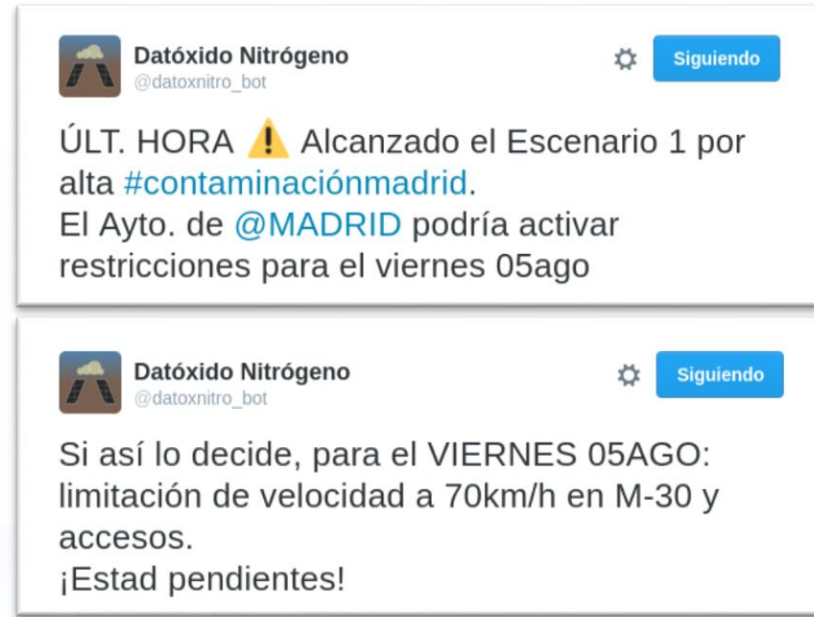 Datóxido Nitrógeno
@datoxnitro_bot
Siguiendo
ÚLT. HORA ⚠️ Alcanzado el Escenario 1 por
alta #contaminaciónmadrid.
El Ayto. de @MADRID podría activar
restricciones para el viernes 05ago
Datóxido Nitrógeno
@datoxnitro_bot
Siguiendo
Si así lo decide, para el VIERNES 05AGO:
limitación de velocidad a 70km/h en M-30 y
accesos.
¡Estad pendientes!